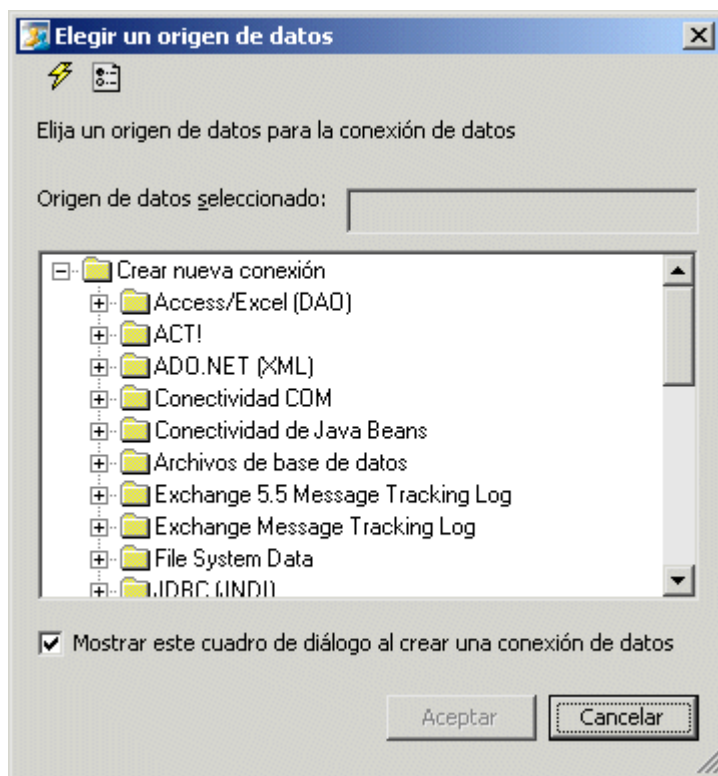 Elegir un origen de datos
Elija un origen de datos para la conexión de datos
Origen de datos seleccionado:
Crear nueva conexión
Access/Excel (DAO)
ACT!
ADO.NET (XML)
Conectividad COM
Conectividad de Java Beans
Archivos de base de datos
Exchange 5.5 Message Tracking Log
Exchange Message Tracking Log
File System Data
JDBC (JNDI)
Mostrar este cuadro de diálogo al crear una conexión de datos
Aceptar Cancelar